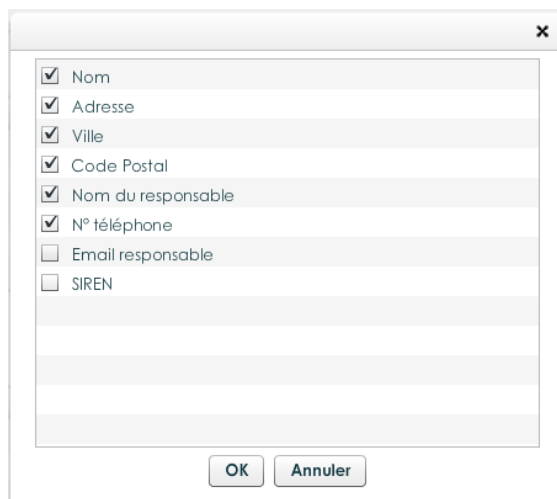 Nom
Adresse
Ville
Code Postal
Nom du responsable
N° téléphone
Email responsable
SIREN
OK Annuler